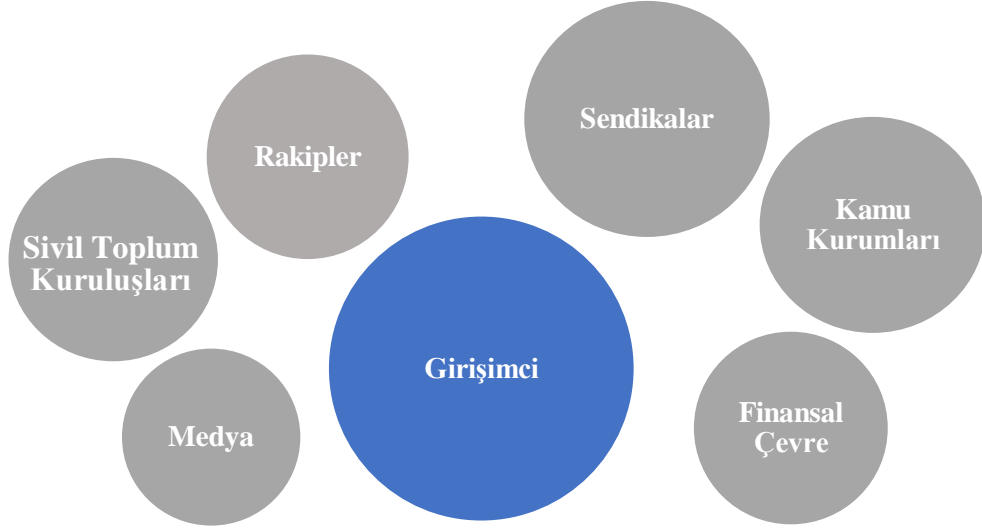 Sendikalar
Rakipler
Kamu
Kurumları
Sivil Toplum
Kuruluşları
Girişimci
Finansal
Çevre
Medya